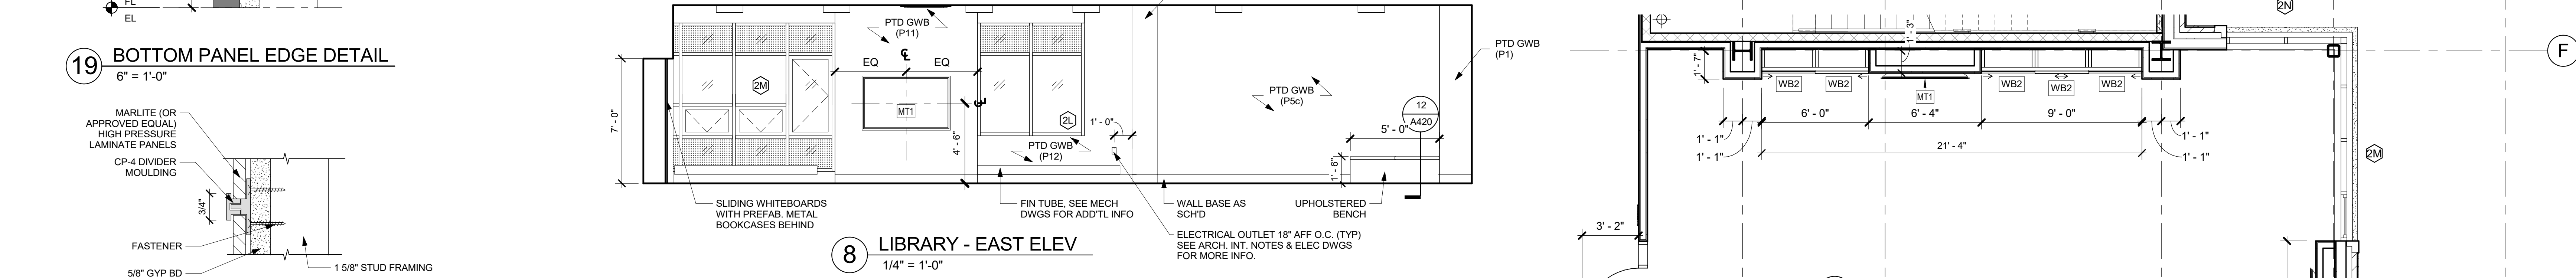 FL
EL
19
BOTTOM PANEL EDGE DETAIL
6" = 1'-0"
MARLITE (OR
APPROVED EQUAL)
HIGH PRESSURE
LAMINATE PANELS
CP-4 DIVIDER
MOULDING
3/4"
FASTENER
5/8" GYP BD
1 5/8" STUD FRAMING
PTD GWB
(P11)
PTD GWB
(P1)
EQ
EQ
2M
MT1
2L
PTD GWB
(P5c)
12
A420
7' - 0"
4' - 6"
1' - 0"
PTD GWB
(P12)
5' - 0"
1' - 6"
SLIDING WHITEBOARDS
WITH PREFAB. METAL
BOOKCASES BEHIND
FIN TUBE, SEE MECH
DWGS FOR ADD'TL INFO
WALL BASE AS
SCH'D
UPHOLSTERED
BENCH
ELECTRICAL OUTLET 18" AFF O.C. (TYP)
SEE ARCH. INT. NOTES & ELEC DWGS
FOR MORE INFO.
8
LIBRARY - EAST ELEV
1/4" = 1'-0"
2N
1' - 3"
F
1' - 7"
WB2
WB2
MT1
WB2
WB2
WB2
6' - 0"
6' - 4"
9' - 0"
1' - 1"
1' - 1"
1' - 1"
1' - 1"
21' - 4"
2M
3' - 2"